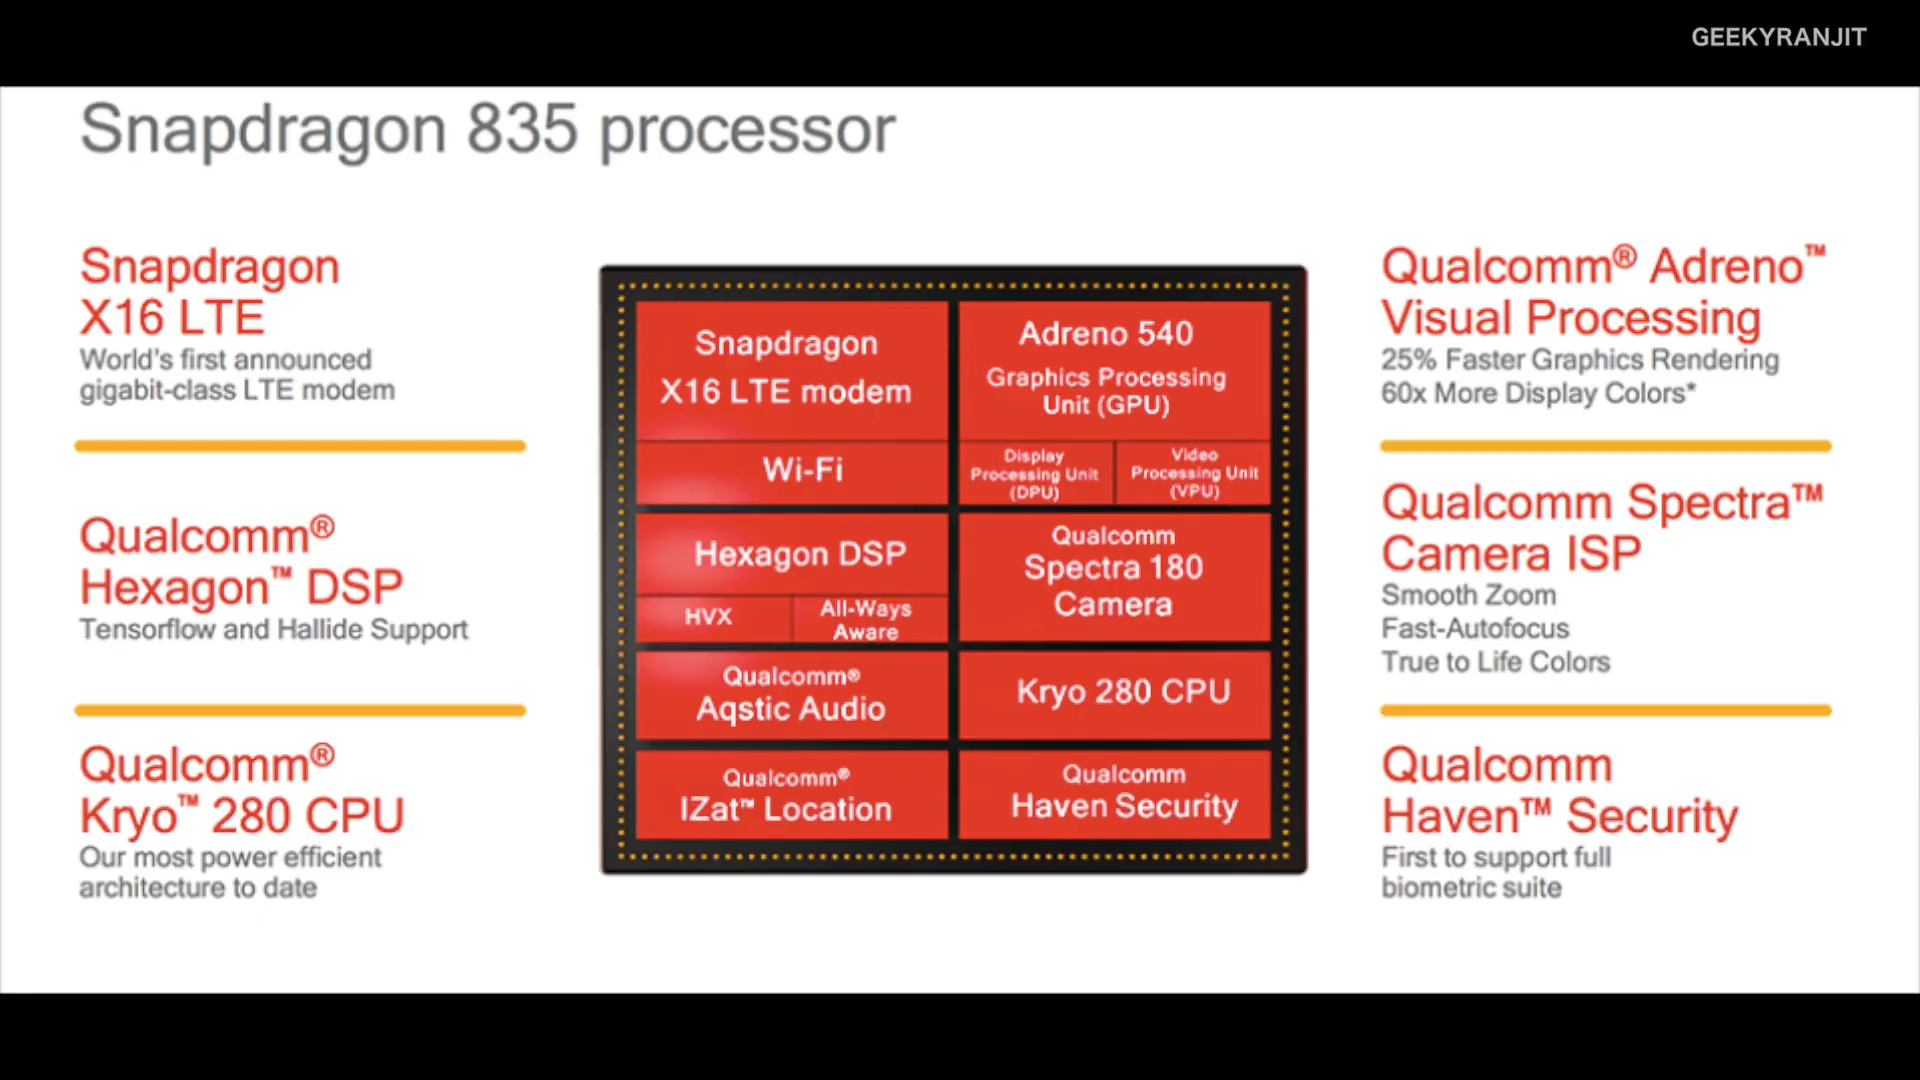 GEEKYRANJIT
Snapdragon 835 processor
Snapdragon
X16 LTE
World's first announced
gigabit-class LTE modem
Qualcomm®
Hexagon™ DSP
Tensorflow and Hallide Support
Qualcomm®
Kryo™ 280 CPU
Our most power efficient
architecture to date
Snapdragon
X16 LTE modem
Wi-Fi
Hexagon DSP
HVX
All-Ways
Aware
Qualcomm®
Aqstic Audio
Qualcomm®
IZat™ Location
Adreno 540
Graphics Processing
Unit (GPU)
Display
Processing Unit
(DPU)
Video
Processing Unit
(VPU)
Qualcomm
Spectra 180
Camera
Kryo 280 CPU
Qualcomm
Haven Security
Qualcomm® Adreno™
Visual Processing
25% Faster Graphics Rendering
60x More Display Colors*
Qualcomm Spectra™
Camera ISP
Smooth Zoom
Fast-Autofocus
True to Life Colors
Qualcomm
Haven™ Security
First to support full
biometric suite